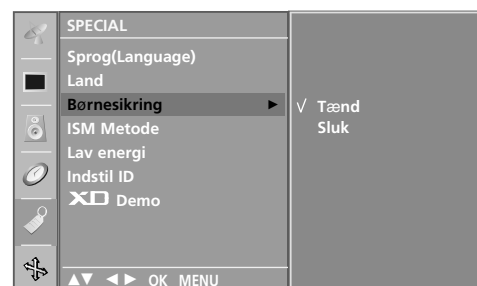 SPECIAL
Sprog(Language)
Land
Børnesikring ►
ISM Metode
Lav energi
Indstil ID
XD Demo
▲▼ ◄► OK MENU
√ Tænd
Sluk